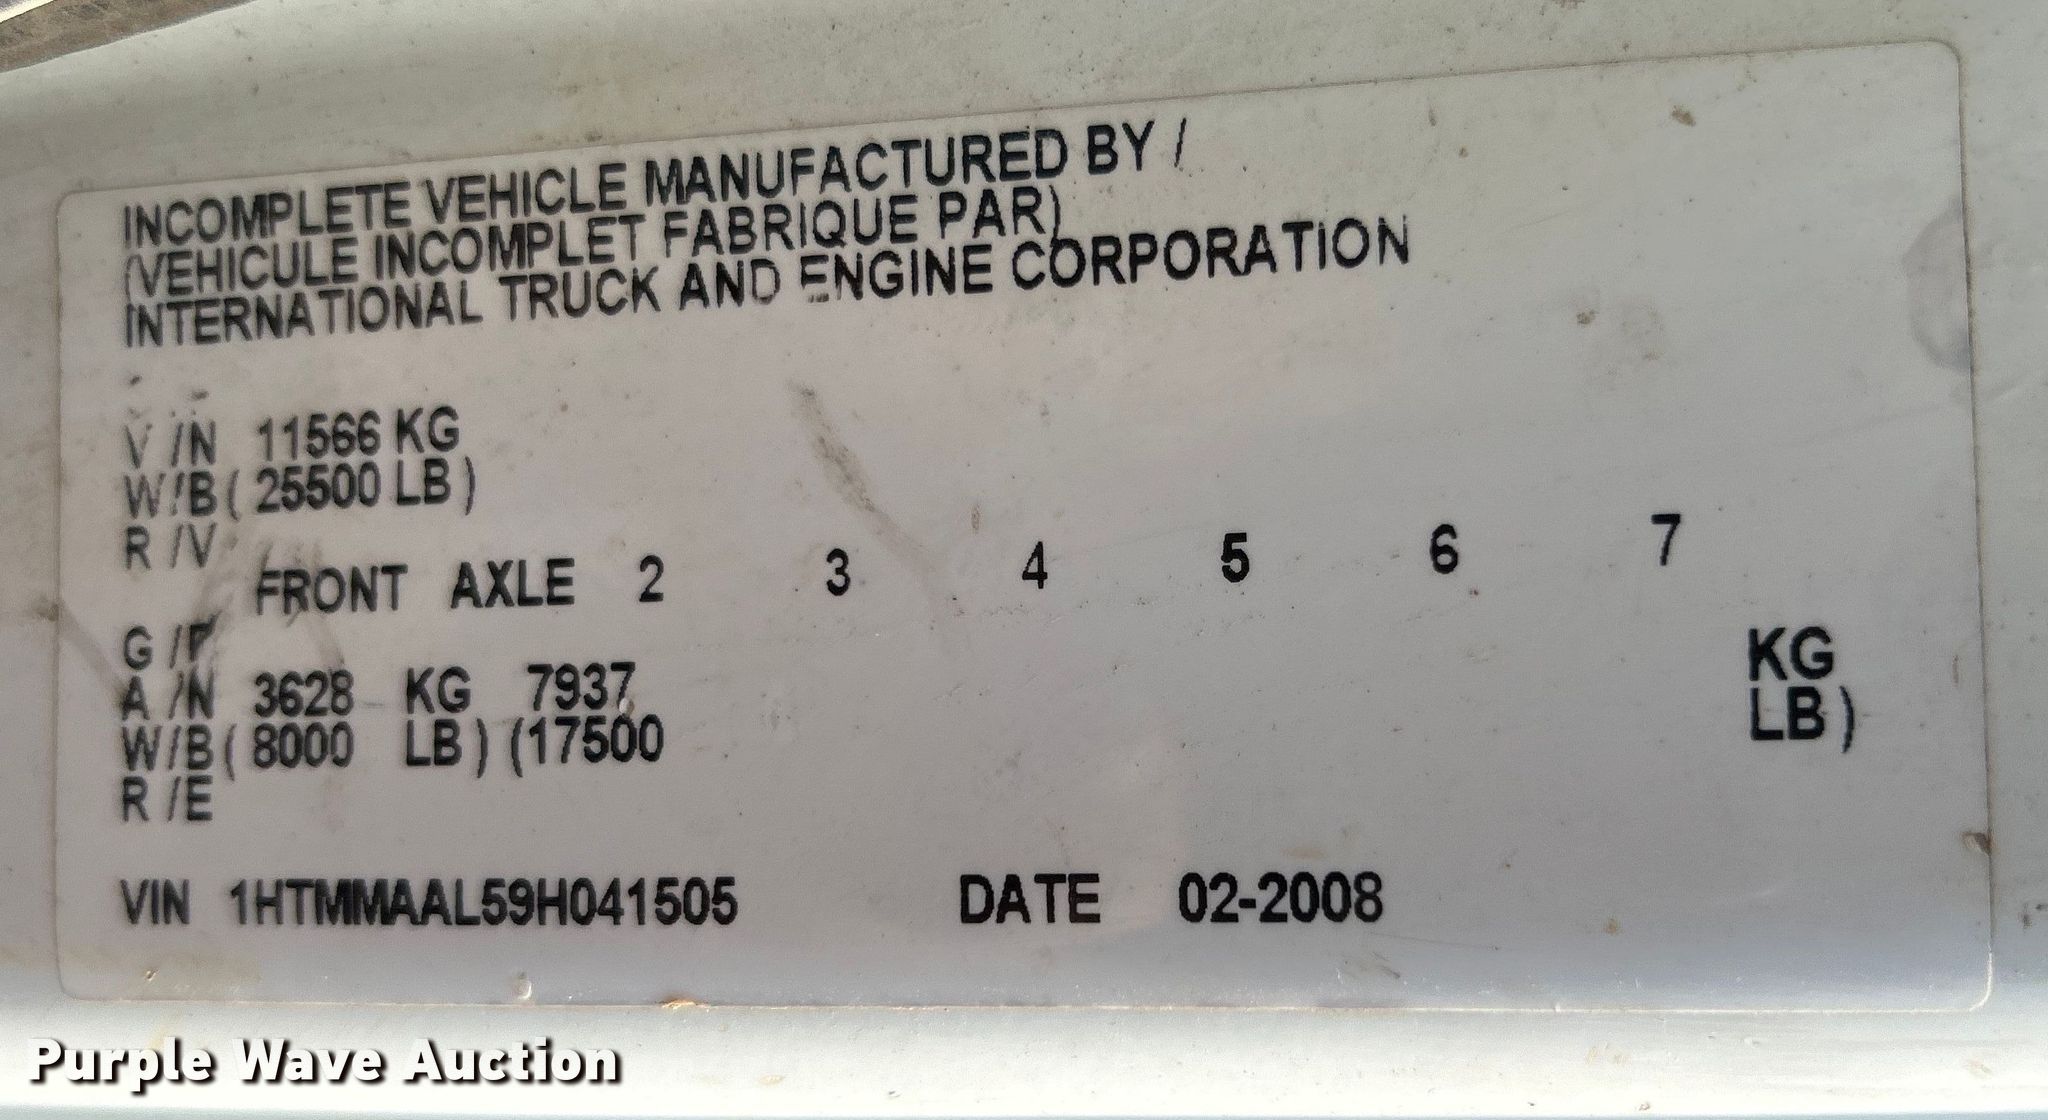 INCOMPLETE VEHICLE MANUFACTURED BY /
(VEHICULE INCOMPLET FABRIQUE PAR)
INTERNATIONAL TRUCK AND ENGINE CORPORATION
V /N 11566 KG
W/B ( 25500 LB )
R /V
FRONT AXLE 2 3 4 5 6 7
G /P
A /N 3628 KG 7937 KG
W/B ( 8000 LB ) (17500 LB )
R /E
VIN 1HTMMAAL59H041505 DATE 02-2008
Purple Wave Auction